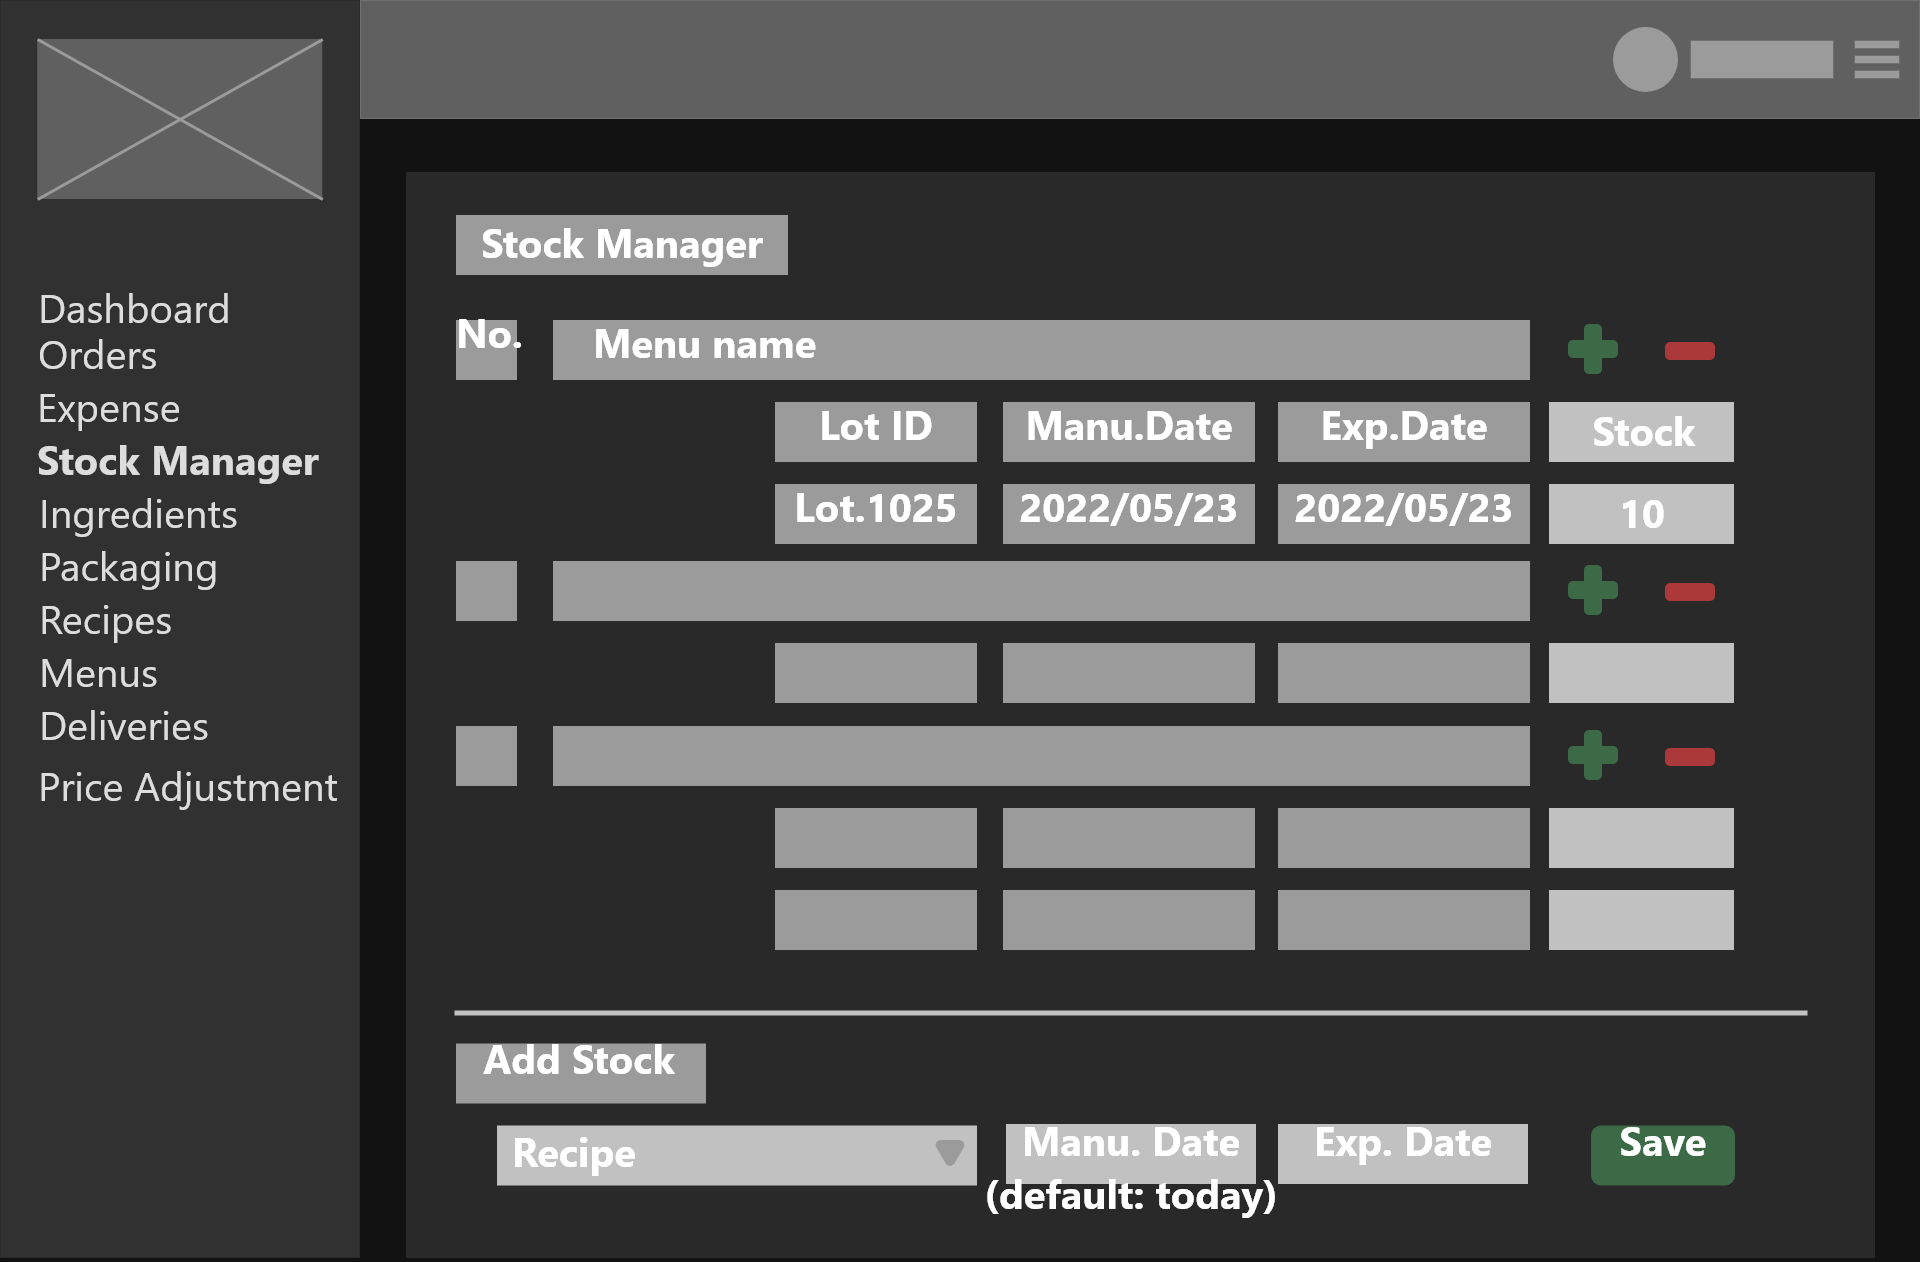 Dashboard
Orders
Expense
Stock Manager
Ingredients
Packaging
Recipes
Menus
Deliveries
Price Adjustment
Stock Manager
No. Menu name
Lot ID Manu.Date Exp.Date Stock
Lot.1025 2022/05/23 2022/05/23 10
Add Stock
Recipe Manu. Date Exp. Date Save
(default: today)